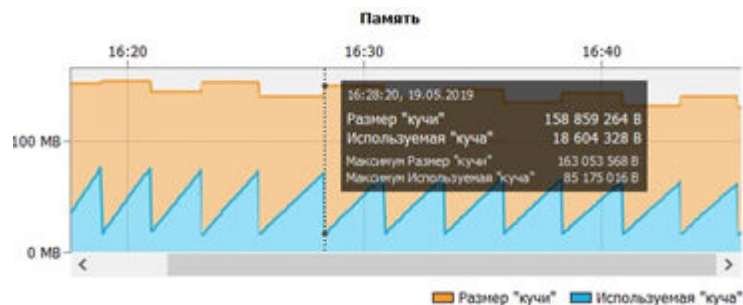 Память
16:20 16:30 16:40
16:28:20, 19.05.2019
Размер "кучи" 158 859 264 B
100 MB
Используемая "куча" 18 604 328 B
Максимум Размер "кучи" 163 053 568 B
Максимум Используемая "куча" 85 175 016 B
0 MB
Размер "кучи" Используемая "куча"